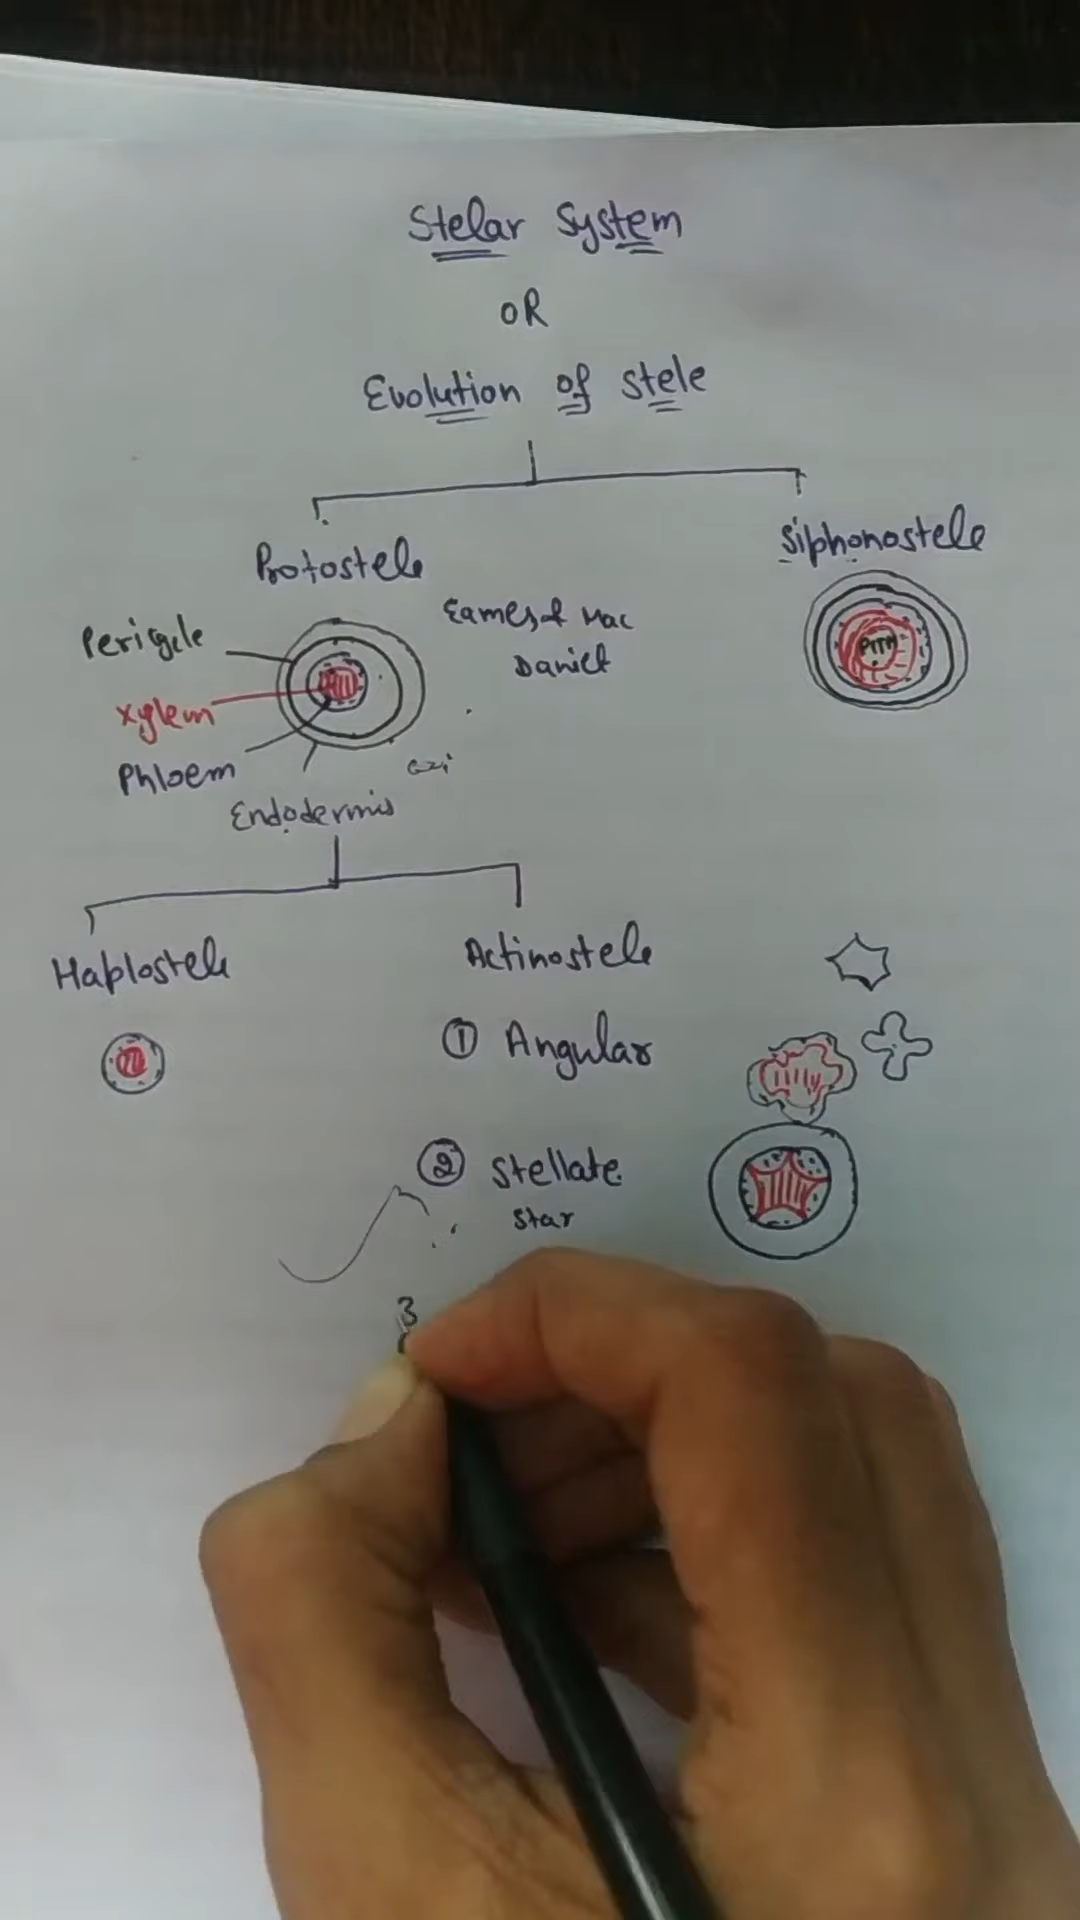 Stelar System
OR
Evolution of stele
Protostele
Siphonostele
Eames & Mac
Daniel
Pericycle
xylem
Phloem
Endodermis
PITH
Haplostele
Actinostele
① Angular
② Stellate
Star
3